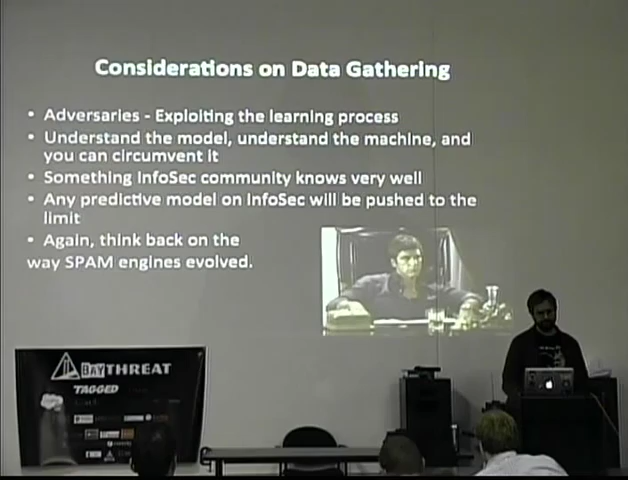 Considerations on Data Gathering
• Adversaries - Exploiting the learning process
• Understand the model, understand the machine, and
you can circumvent it
• Something InfoSec community knows very well
• Any predictive model on InfoSec will be pushed to the
limit
• Again, think back on the
way SPAM engines evolved.
BAYTHREAT
TAGGED